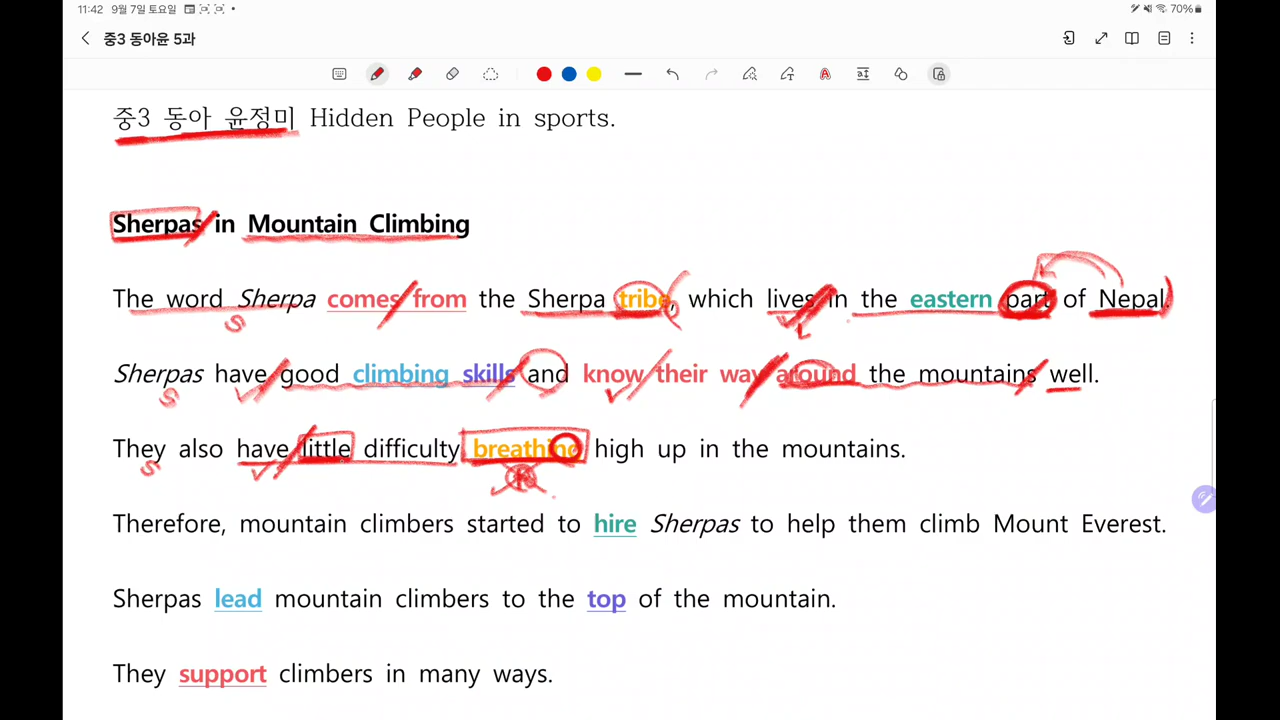 11:42 9월 7일 토요일
70%
중3 동아윤 5과
중3 동아 윤정미 Hidden People in sports.
Sherpas in Mountain Climbing
The word Sherpa comes from the Sherpa tribe, which lives in the eastern part of Nepal.
S
Sherpas have good climbing skills and know their way around the mountains well.
S
They also have little difficulty breathing high up in the mountains.
S
Therefore, mountain climbers started to hire Sherpas to help them climb Mount Everest.
Sherpas lead mountain climbers to the top of the mountain.
They support climbers in many ways.